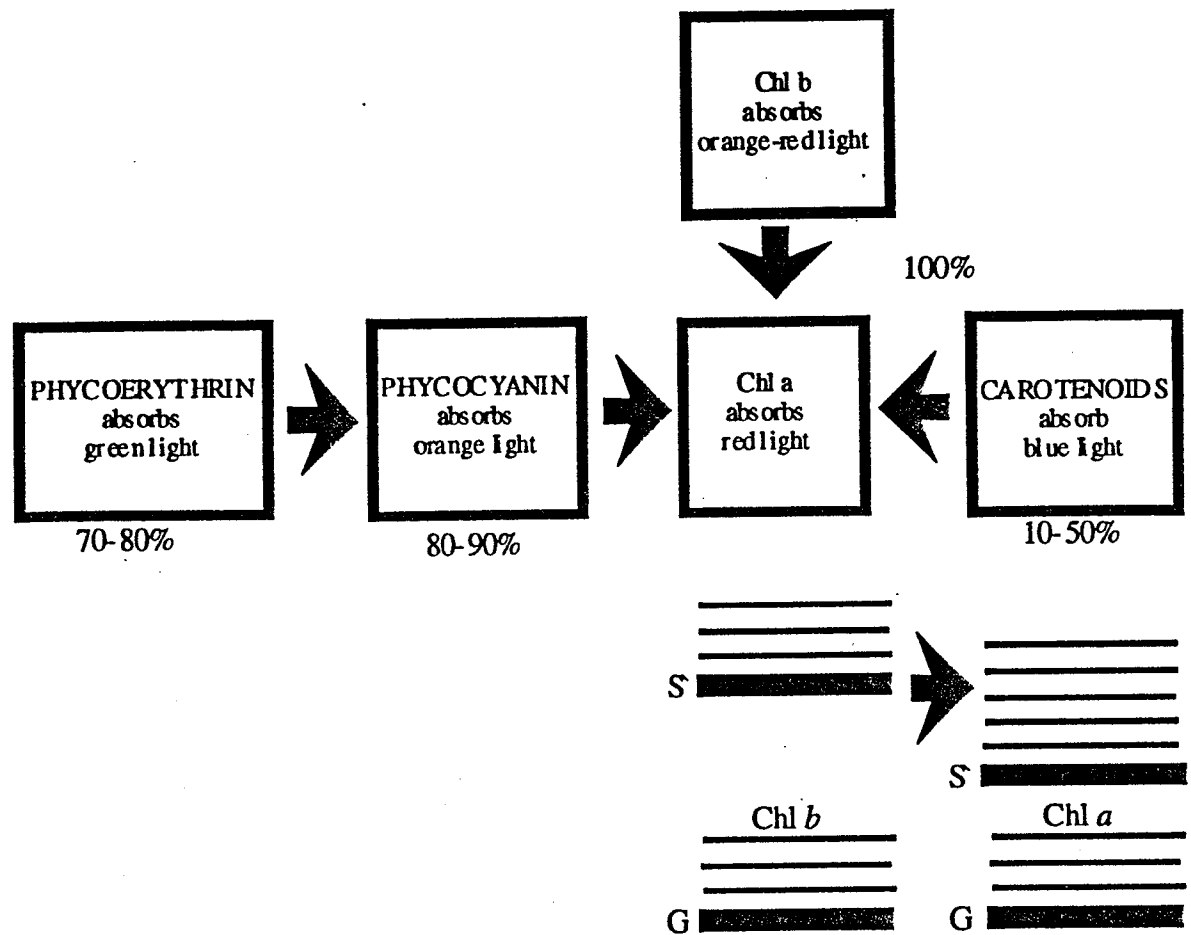 Chl b
absorbs
orange-red light
100%
PHYCOERYTHRIN
absorbs
green light
70-80%
PHYCOCYANIN
absorbs
orange light
80-90%
Chl a
absorbs
red light
CAROTENOIDS
absorb
blue light
10-50%
S`
S`
Chl b
Chl a
G
G